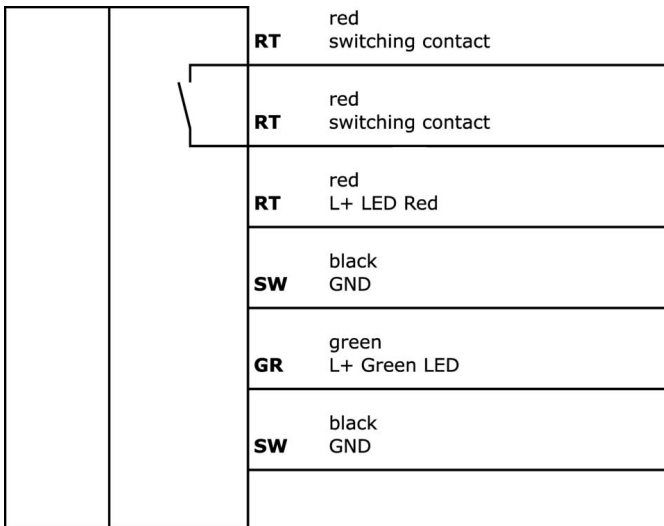 red
RT switching contact
red
RT switching contact
red
RT L+ LED Red
black
SW GND
green
GR L+ Green LED
black
SW GND